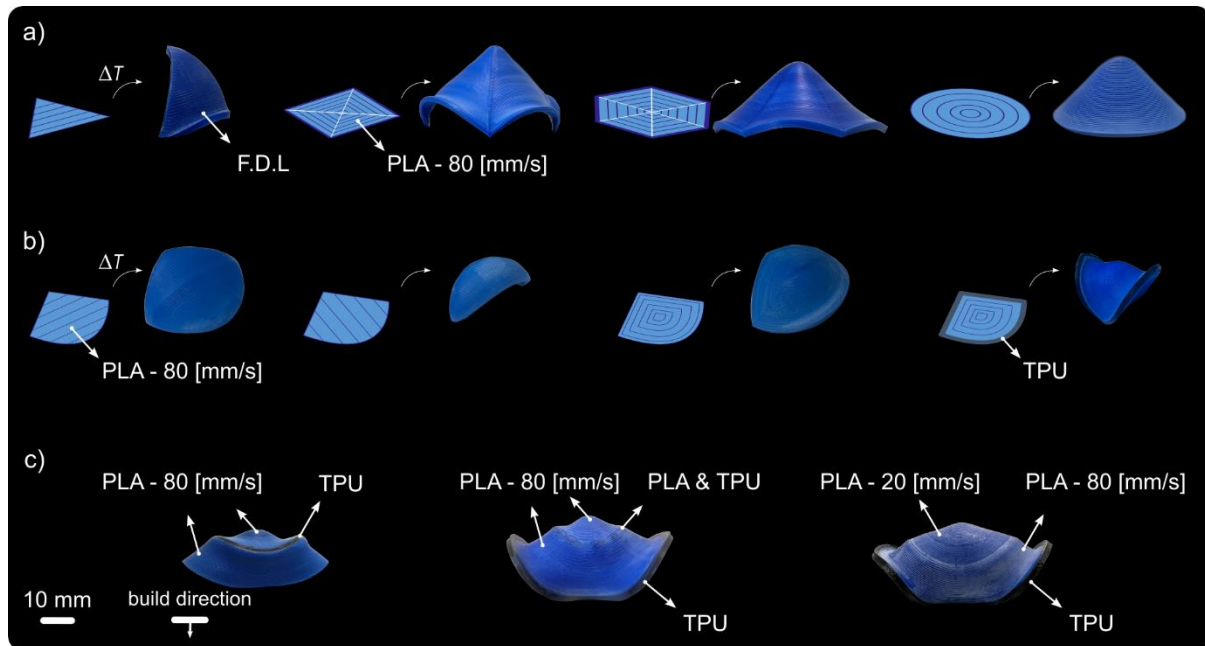 a)
ΔT
F.D.L
PLA - 80 [mm/s]
b)
ΔT
PLA - 80 [mm/s]
TPU
c)
PLA - 80 [mm/s]
TPU
PLA - 80 [mm/s]
PLA & TPU
PLA - 20 [mm/s]
PLA - 80 [mm/s]
10 mm
build direction
TPU
TPU